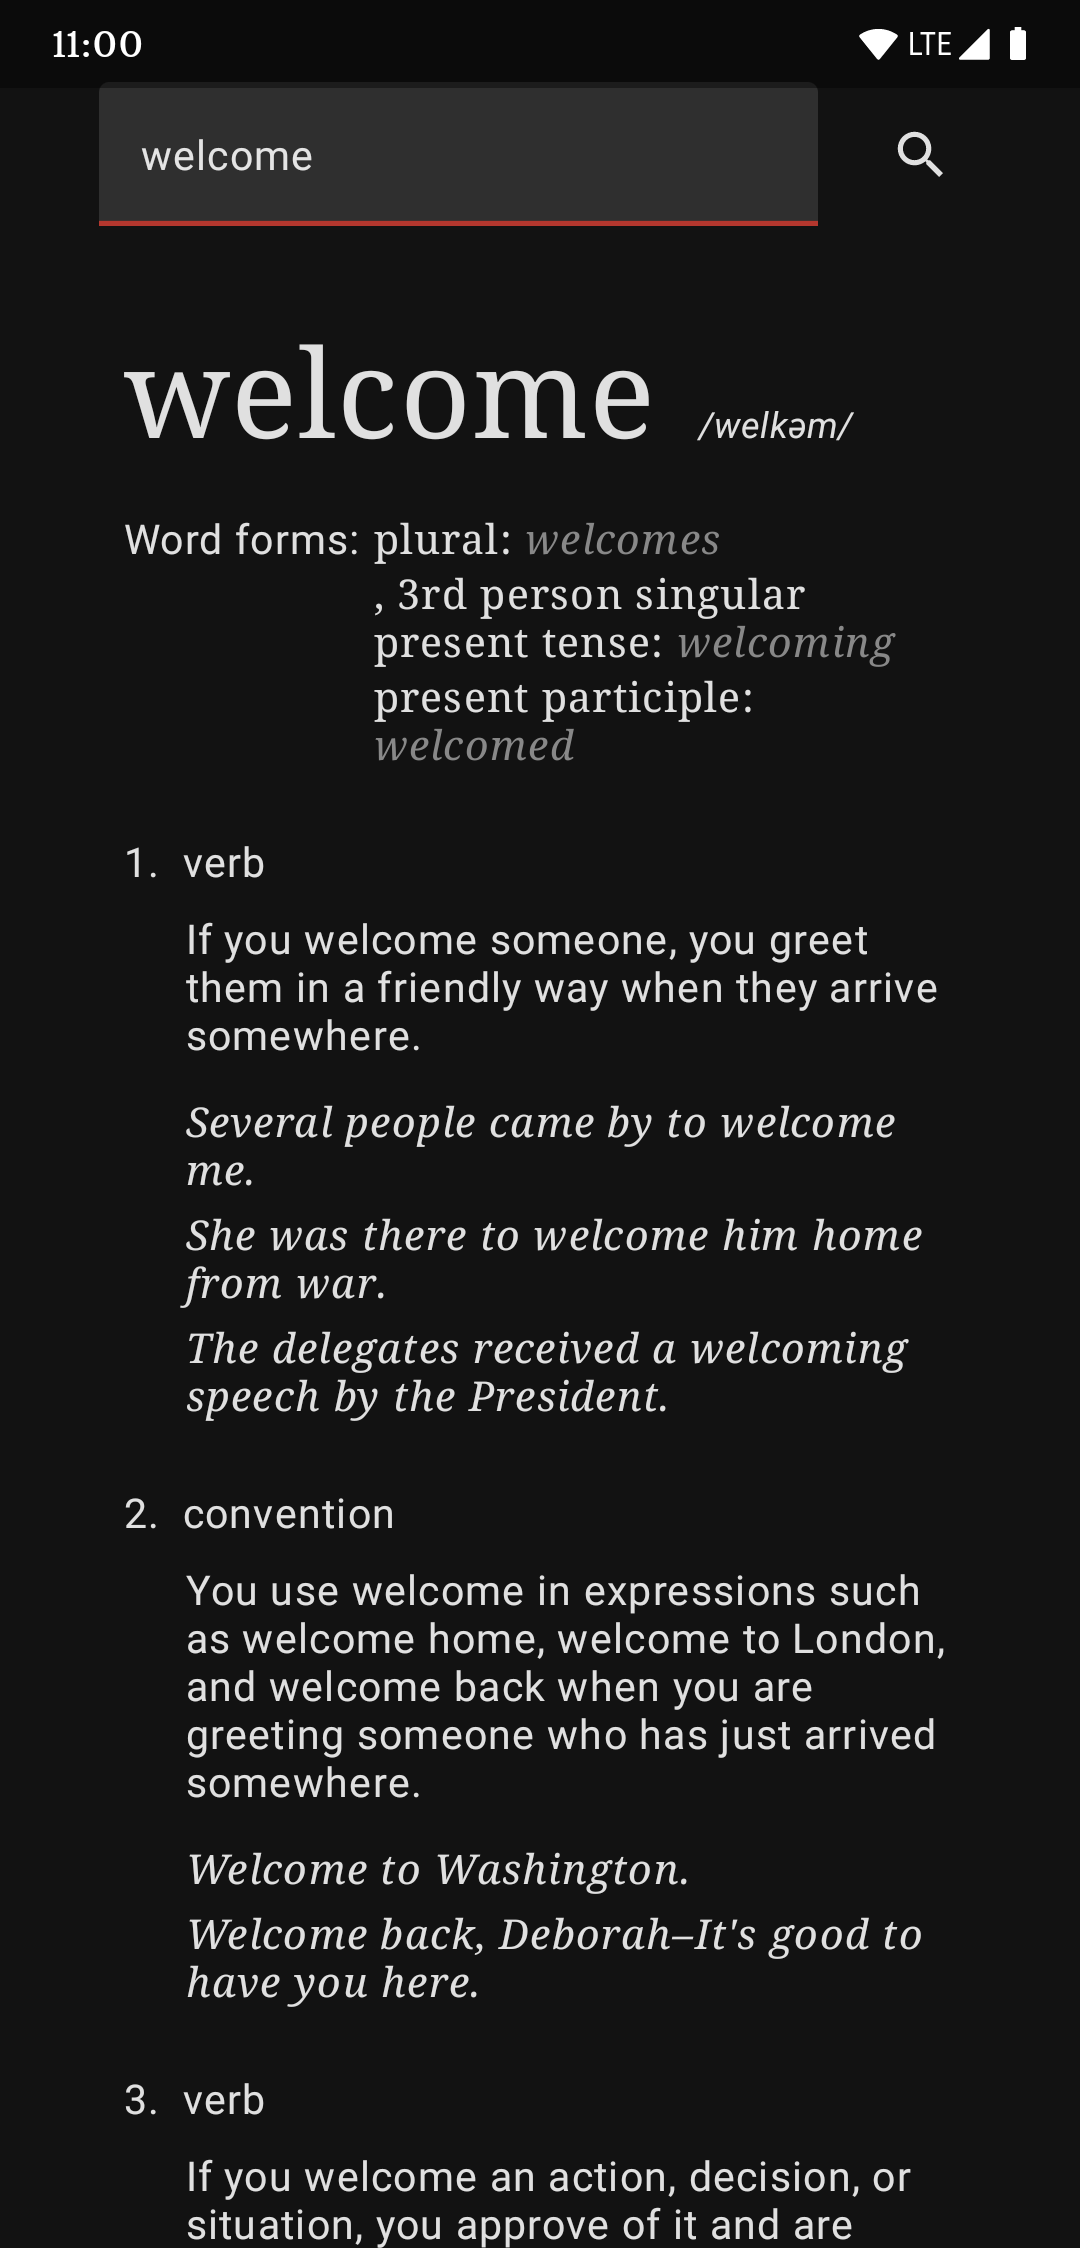 11:00
LTE
welcome
welcome /welkəm/
Word forms: plural: welcomes
, 3rd person singular
present tense: welcoming
present participle:
welcomed
1. verb
If you welcome someone, you greet
them in a friendly way when they arrive
somewhere.
Several people came by to welcome
me.
She was there to welcome him home
from war.
The delegates received a welcoming
speech by the President.
2. convention
You use welcome in expressions such
as welcome home, welcome to London,
and welcome back when you are
greeting someone who has just arrived
somewhere.
Welcome to Washington.
Welcome back, Deborah–It's good to
have you here.
3. verb
If you welcome an action, decision, or
situation, you approve of it and are